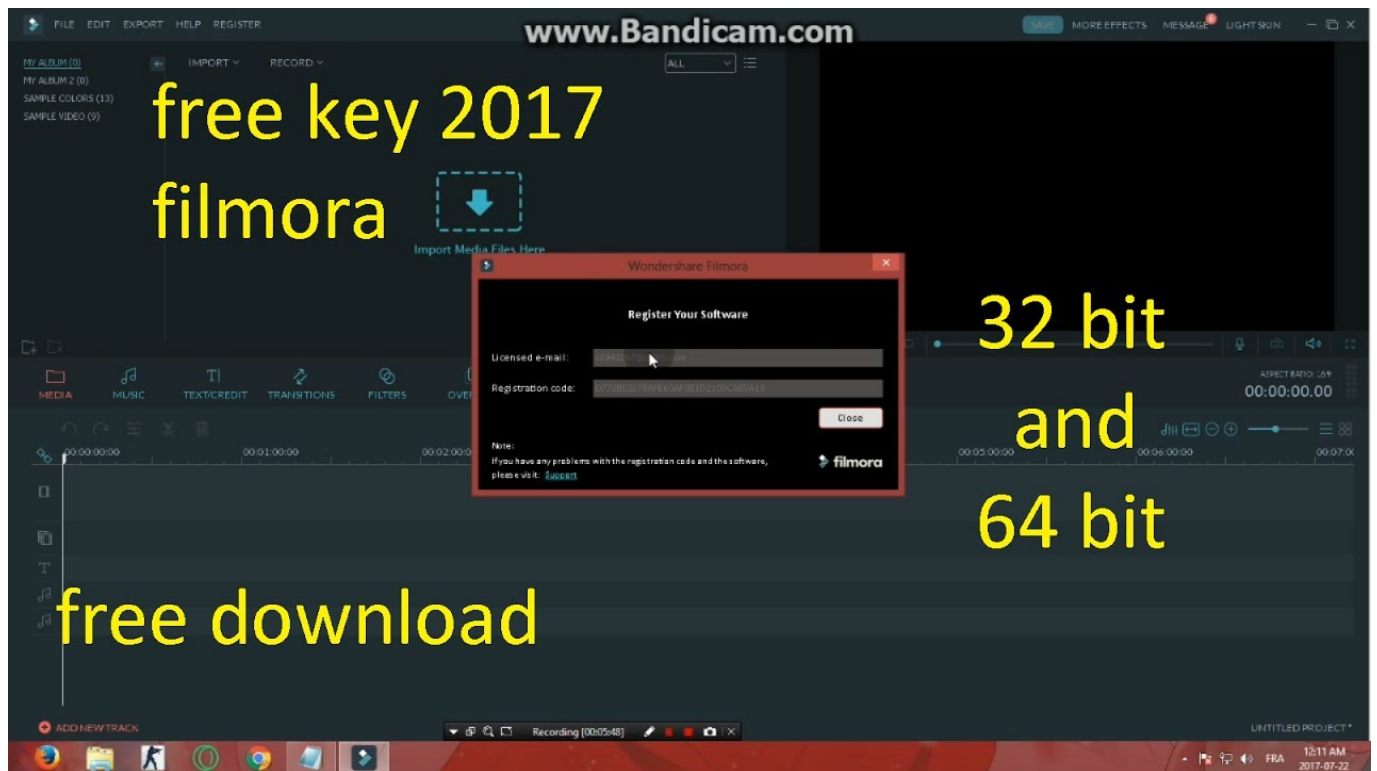 www.Bandicam.com
FILE EDIT EXPORT HELP REGISTER
SAVE MORE EFFECTS MESSAGE 6 LIGHT SKIN
MY ALBUM (0)
IMPORT RECORD
ALL
MY ALBUM 2 (0)
SAMPLE COLORS (13)
SAMPLE VIDEO (9)
free key 2017
filmora
Import Media Files Here
Wondershare Filmora
Register Your Software
Licensed e-mail:
Registration code:
Close
Note:
If you have any problems with the registration code and the software,
please visit: Support
filmora
32 bit
and
64 bit
MEDIA MUSIC TEXT/CREDIT TRANSITIONS FILTERS
ASPECT RATIO: 16:9
00:00:00.00
00:00:00:00 00:01:00:00 00:05:00:00 00:06:00:00
free download
ADD NEW TRACK
Recording [00:05:48]
UNTITLED PROJECT*
FRA
12:11 AM
2017-07-22